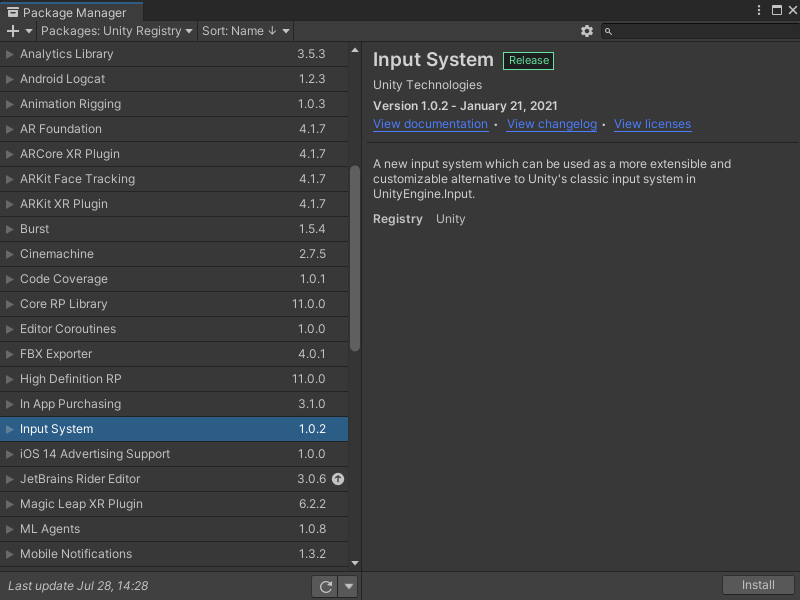 Package Manager
Packages: Unity Registry Sort: Name ↓
Analytics Library 3.5.3
Android Logcat 1.2.3
Animation Rigging 1.0.3
AR Foundation 4.1.7
ARCore XR Plugin 4.1.7
ARKit Face Tracking 4.1.7
ARKit XR Plugin 4.1.7
Burst 1.5.4
Cinemachine 2.7.5
Code Coverage 1.0.1
Core RP Library 11.0.0
Editor Coroutines 1.0.0
FBX Exporter 4.0.1
High Definition RP 11.0.0
In App Purchasing 3.1.0
Input System 1.0.2
iOS 14 Advertising Support 1.0.0
JetBrains Rider Editor 3.0.6
Magic Leap XR Plugin 6.2.2
ML Agents 1.0.8
Mobile Notifications 1.3.2
Last update Jul 28, 14:28
Input System Release
Unity Technologies
Version 1.0.2 - January 21, 2021
View documentation • View changelog • View licenses
A new input system which can be used as a more extensible and
customizable alternative to Unity's classic input system in
UnityEngine.Input.
Registry Unity
Install